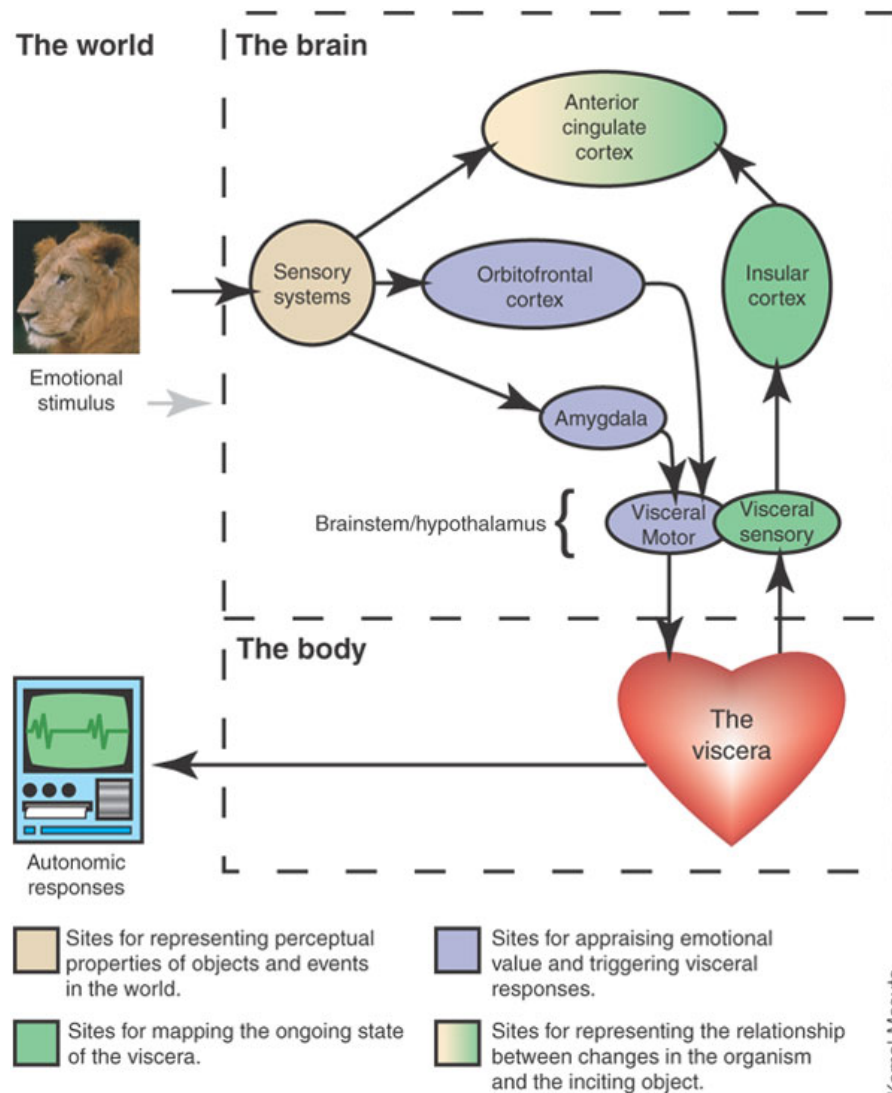 The world
The brain
Anterior
cingulate
cortex
Sensory
systems
Orbitofrontal
cortex
Insular
cortex
Emotional
stimulus
Amygdala
Brainstem/hypothalamus {
Visceral
Motor
Visceral
sensory
The body
The
viscera
Autonomic
responses
Sites for representing perceptual
properties of objects and events
in the world.
Sites for appraising emotional
value and triggering visceral
responses.
Sites for mapping the ongoing state
of the viscera.
Sites for representing the relationship
between changes in the organism
and the inciting object.